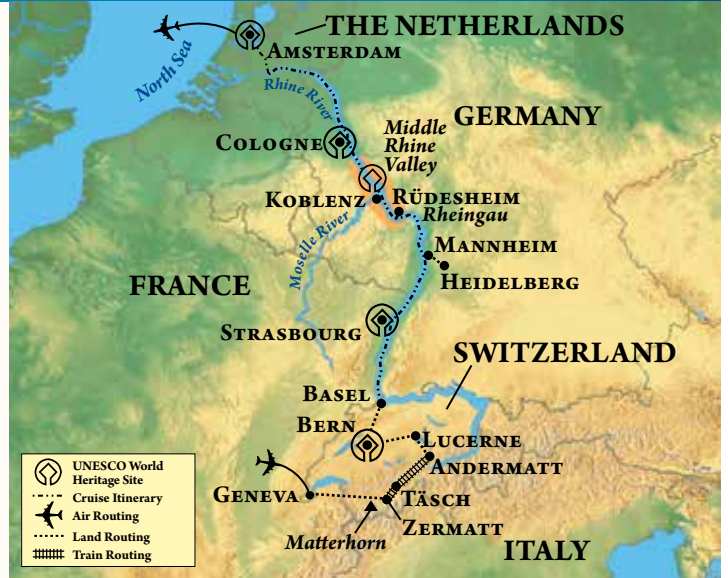 THE NETHERLANDS
AMSTERDAM
North Sea
Rhine River
GERMANY
COLOGNE
Middle
Rhine
Valley
KOBLENZ
RÜDESHEIM
Rheingau
Moselle River
MANNHEIM
HEIDELBERG
FRANCE
STRASBOURG
SWITZERLAND
BASEL
BERN
LUCERNE
ANDERMATT
GENEVA
TÄSCH
ZERMATT
Matterhorn
ITALY
UNESCO World
Heritage Site
Cruise Itinerary
Air Routing
Land Routing
Train Routing